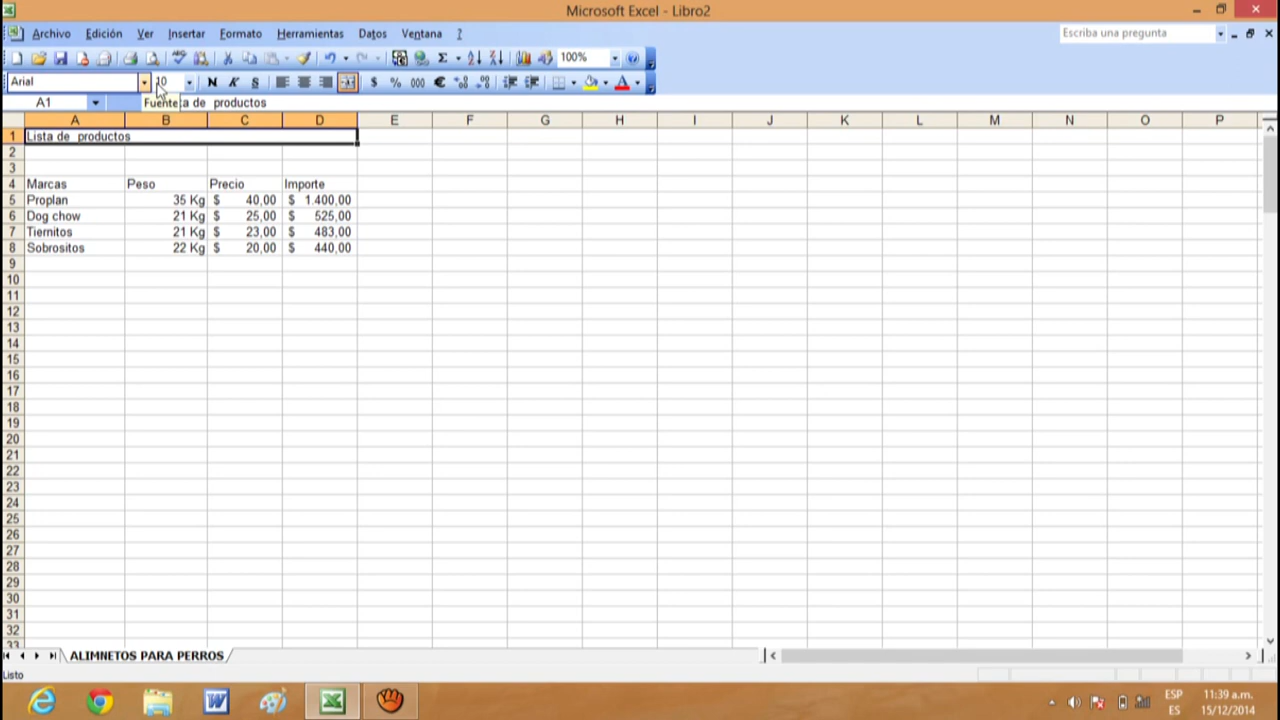 Microsoft Excel - Libro2
Archivo Edición Ver Insertar Formato Herramientas Datos Ventana ? Escriba una pregunta
Σ 100%
Arial 10 N K S $ % 000 €
A1 Fuente a de productos
A B C D E F G H I J K L M N O P
1 Lista de productos
2
3
4 Marcas Peso Precio Importe
5 Proplan 35 Kg $ 40,00 $ 1.400,00
6 Dog chow 21 Kg $ 25,00 $ 525,00
7 Tiernitos 21 Kg $ 23,00 $ 483,00
8 Sobrositos 22 Kg $ 20,00 $ 440,00
9
10
11
12
13
14
15
16
17
18
19
20
21
22
23
24
25
26
27
28
29
30
31
32
33
ALIMNETOS PARA PERROS
Listo
ESP 11:39 a.m.
ES 15/12/2014